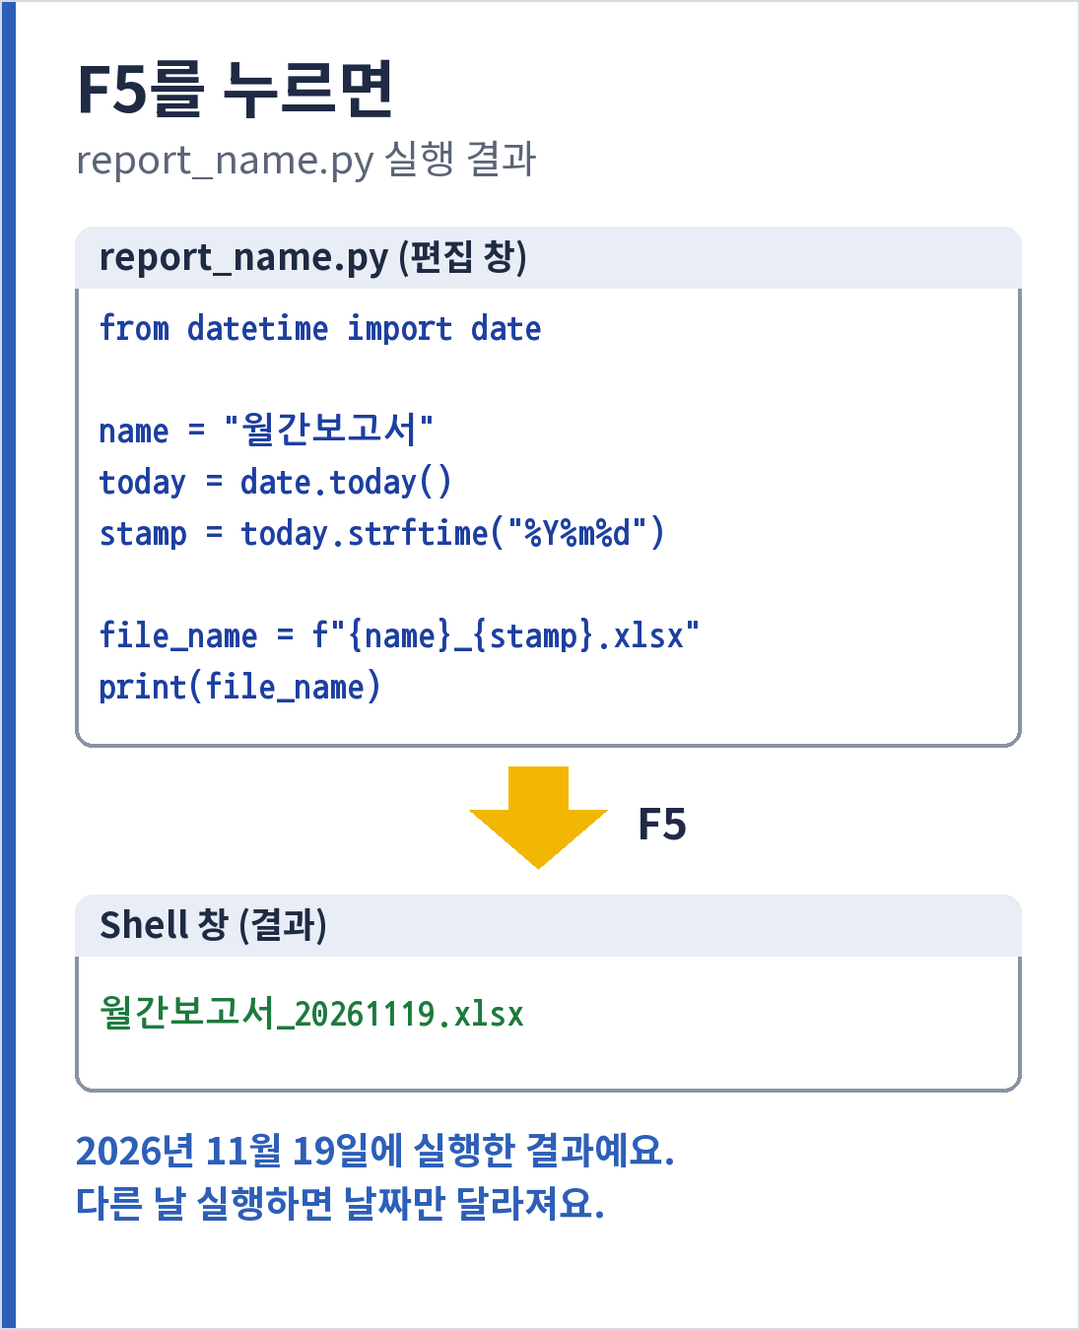 F5를 누르면
report_name.py 실행 결과
report_name.py (편집 창)
from datetime import date
name = "월간보고서"
today = date.today()
stamp = today.strftime("%Y%m%d")
file_name = f"{name}_{stamp}.xlsx"
print(file_name)
F5
Shell 창 (결과)
월간보고서_20261119.xlsx
2026년 11월 19일에 실행한 결과예요.
다른 날 실행하면 날짜만 달라져요.